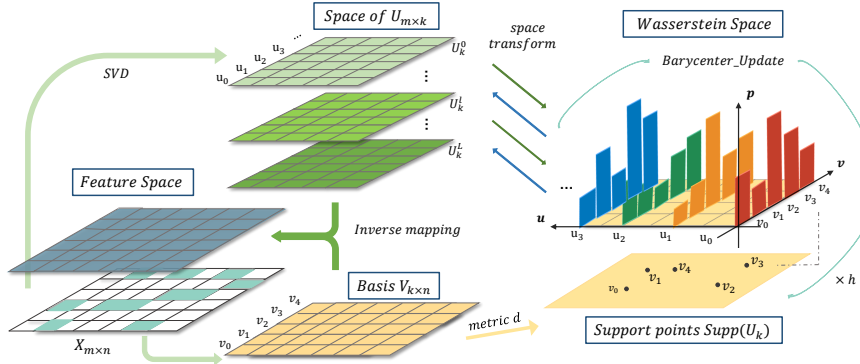 Space of U_{m×k}
SVD
u_0 u_1 u_2 u_3 ...
U_k^0
⋮
U_k^l
⋮
U_k^L
space
transform
Wasserstein Space
Barycenter_Update
p
v
u
...
u_3 u_2 u_1 u_0
v_0 v_1 v_2 v_3 v_4
Feature Space
Inverse mapping
X_{m×n}
Basis V_{k×n}
v_0 v_1 v_2 v_3 v_4
metric d
v_0 v_1 v_4 v_2 v_3
× h
Support points Supp(U_k)